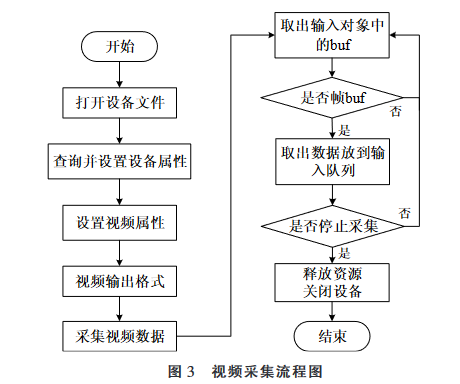 开始
打开设备文件
查询并设置设备属性
设置视频属性
视频输出格式
采集视频数据
取出输入对象中
的buf
是否帧buf
否
是
取出数据放到输
入队列
是否停止采集
否
是
释放资源
关闭设备
结束
图 3 视频采集流程图